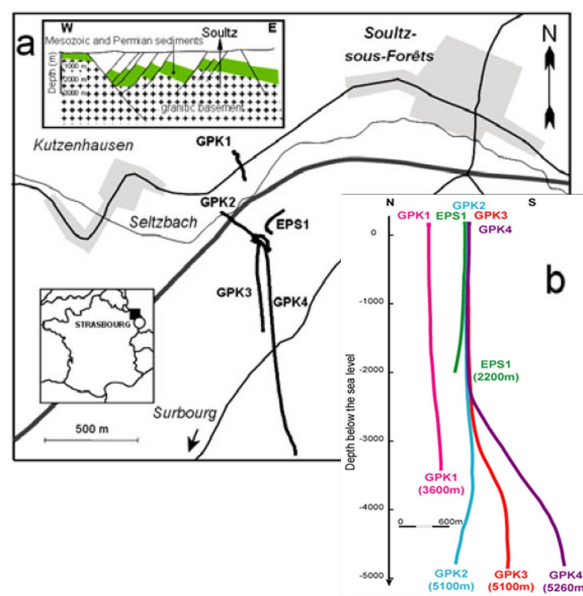 a
W
E
Soultz
Mesozoic and Permian sediments
Depth (m)
1000
2000
granitic basement
Soultz-
sous-Forêts
N
Kutzenhausen
GPK1
GPK2
Seltzbach
EPS1
GPK3
GPK4
STRASBOURG
Surbourg
500 m
b
N
S
GPK2
GPK1
EPS1
GPK3
GPK4
Depth below the sea level
0
-1000
-2000
-3000
-4000
-5000
EPS1
(2200m)
GPK1
(3600m)
0
600m
GPK2
(5100m)
GPK3
(5100m)
GPK4
(5260m)